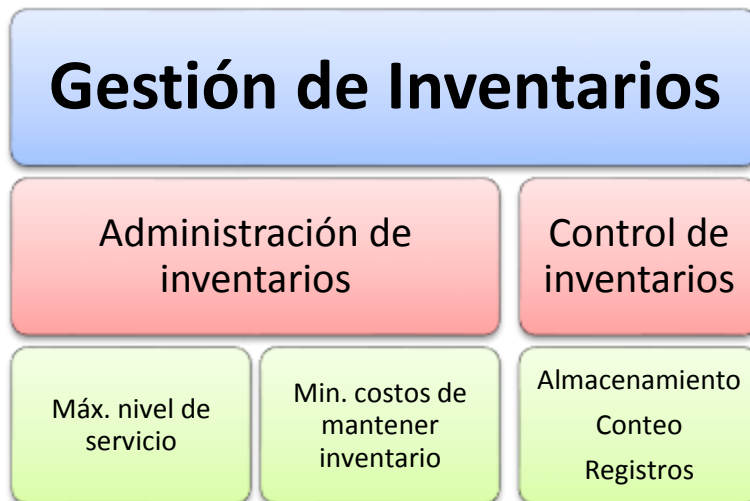 Gestión de Inventarios
Administración de
inventarios
Control de
inventarios
Máx. nivel de
servicio
Min. costos de
mantener
inventario
Almacenamiento
Conteo
Registros